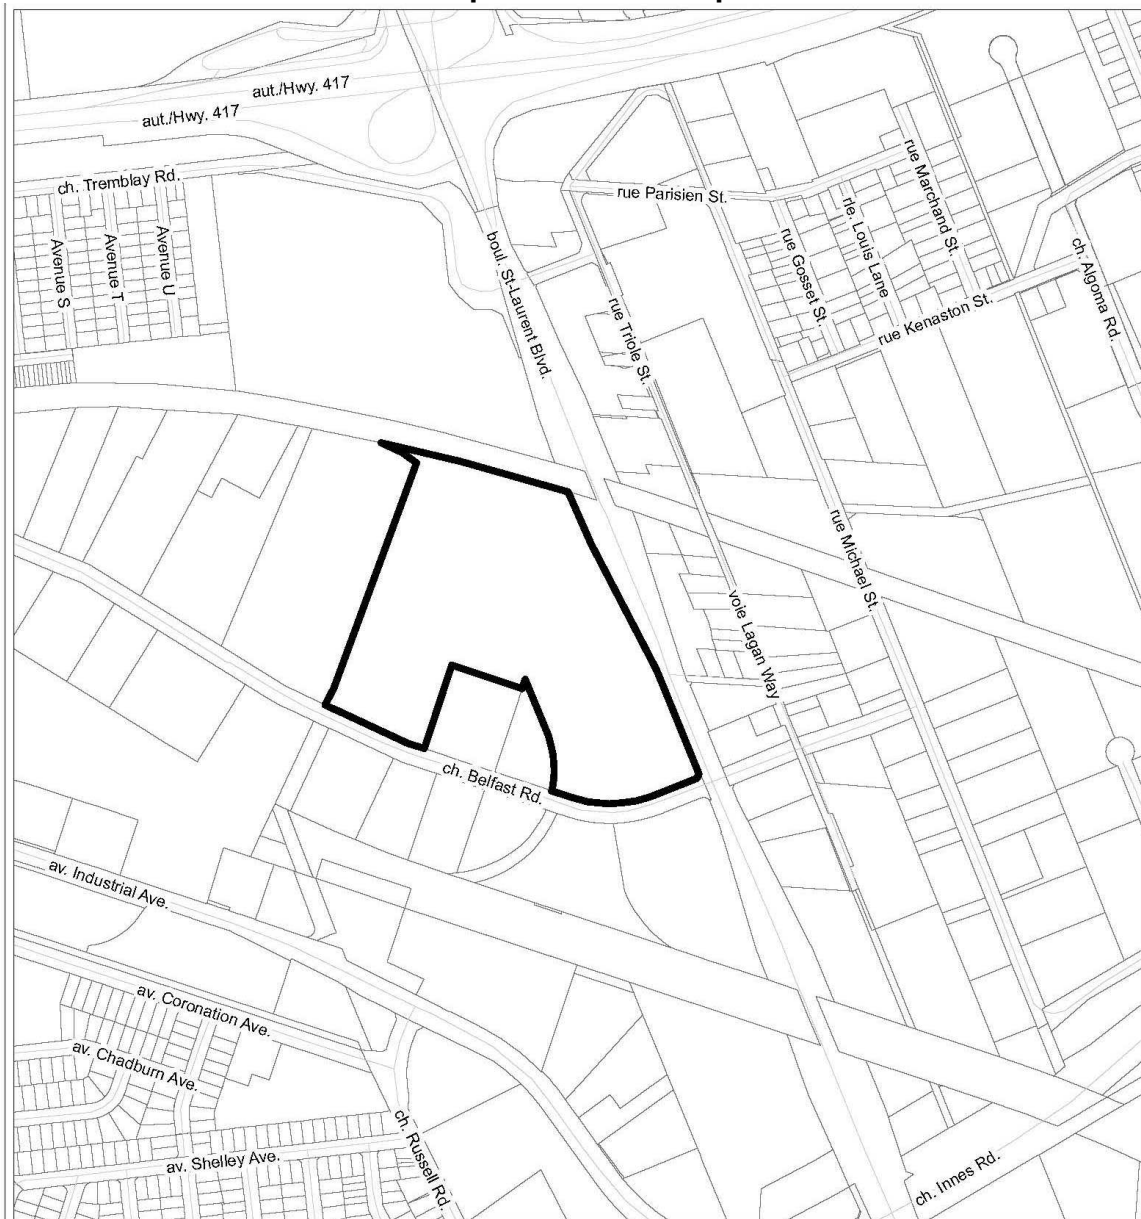 aut./Hwy. 417
aut./Hwy. 417
ch. Tremblay Rd.
rue Parisien St.
rue Marchand St.
rle. Louis Lane
rue Gosset St.
Avenue S
Avenue T
Avenue U
boul. St-Laurent Blvd.
rue Triole St.
rue Kenaston St.
ch. Algoma Rd.
rue Michael St.
voie Lagan Way
ch. Belfast Rd.
av. Industrial Ave.
av. Coronation Ave.
av. Chadburn Ave.
ch. Russell Rd.
av. Shelley Ave.
ch. Innes Rd.